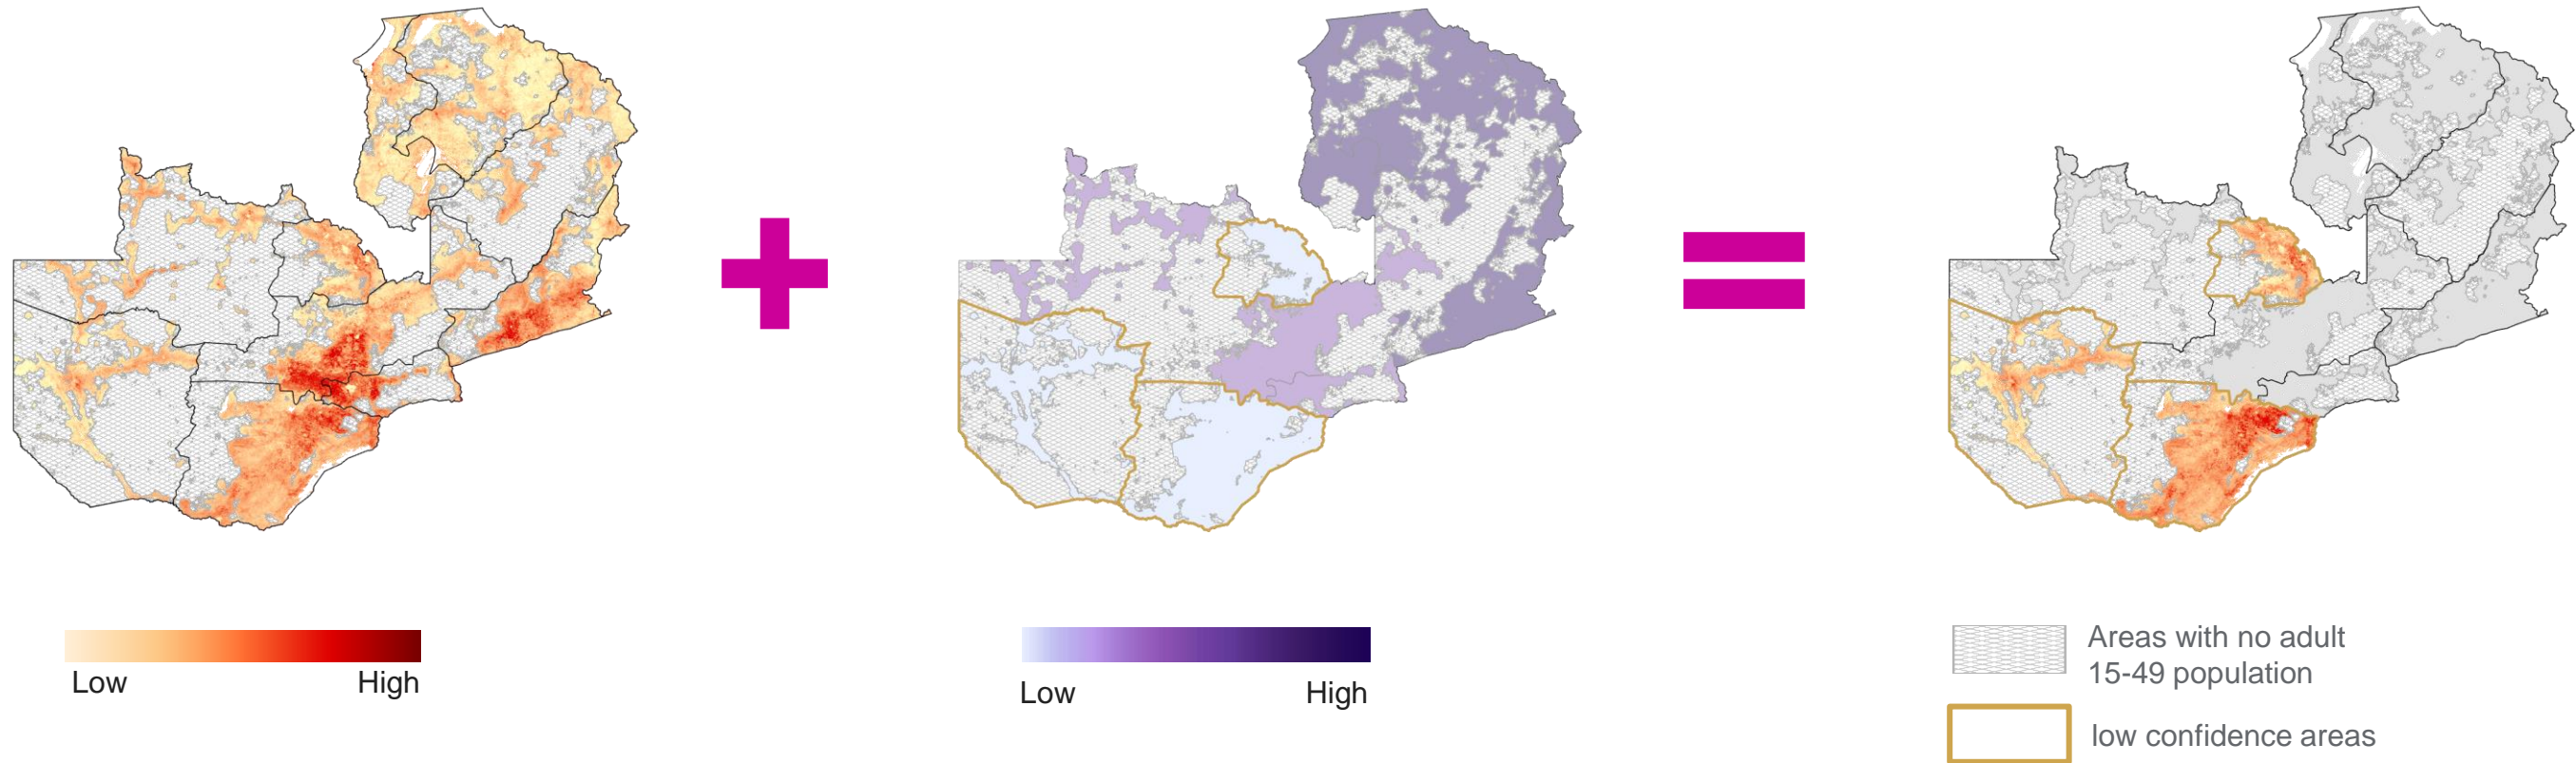 Low High
Low High
Areas with no adult
15-49 population
low confidence areas